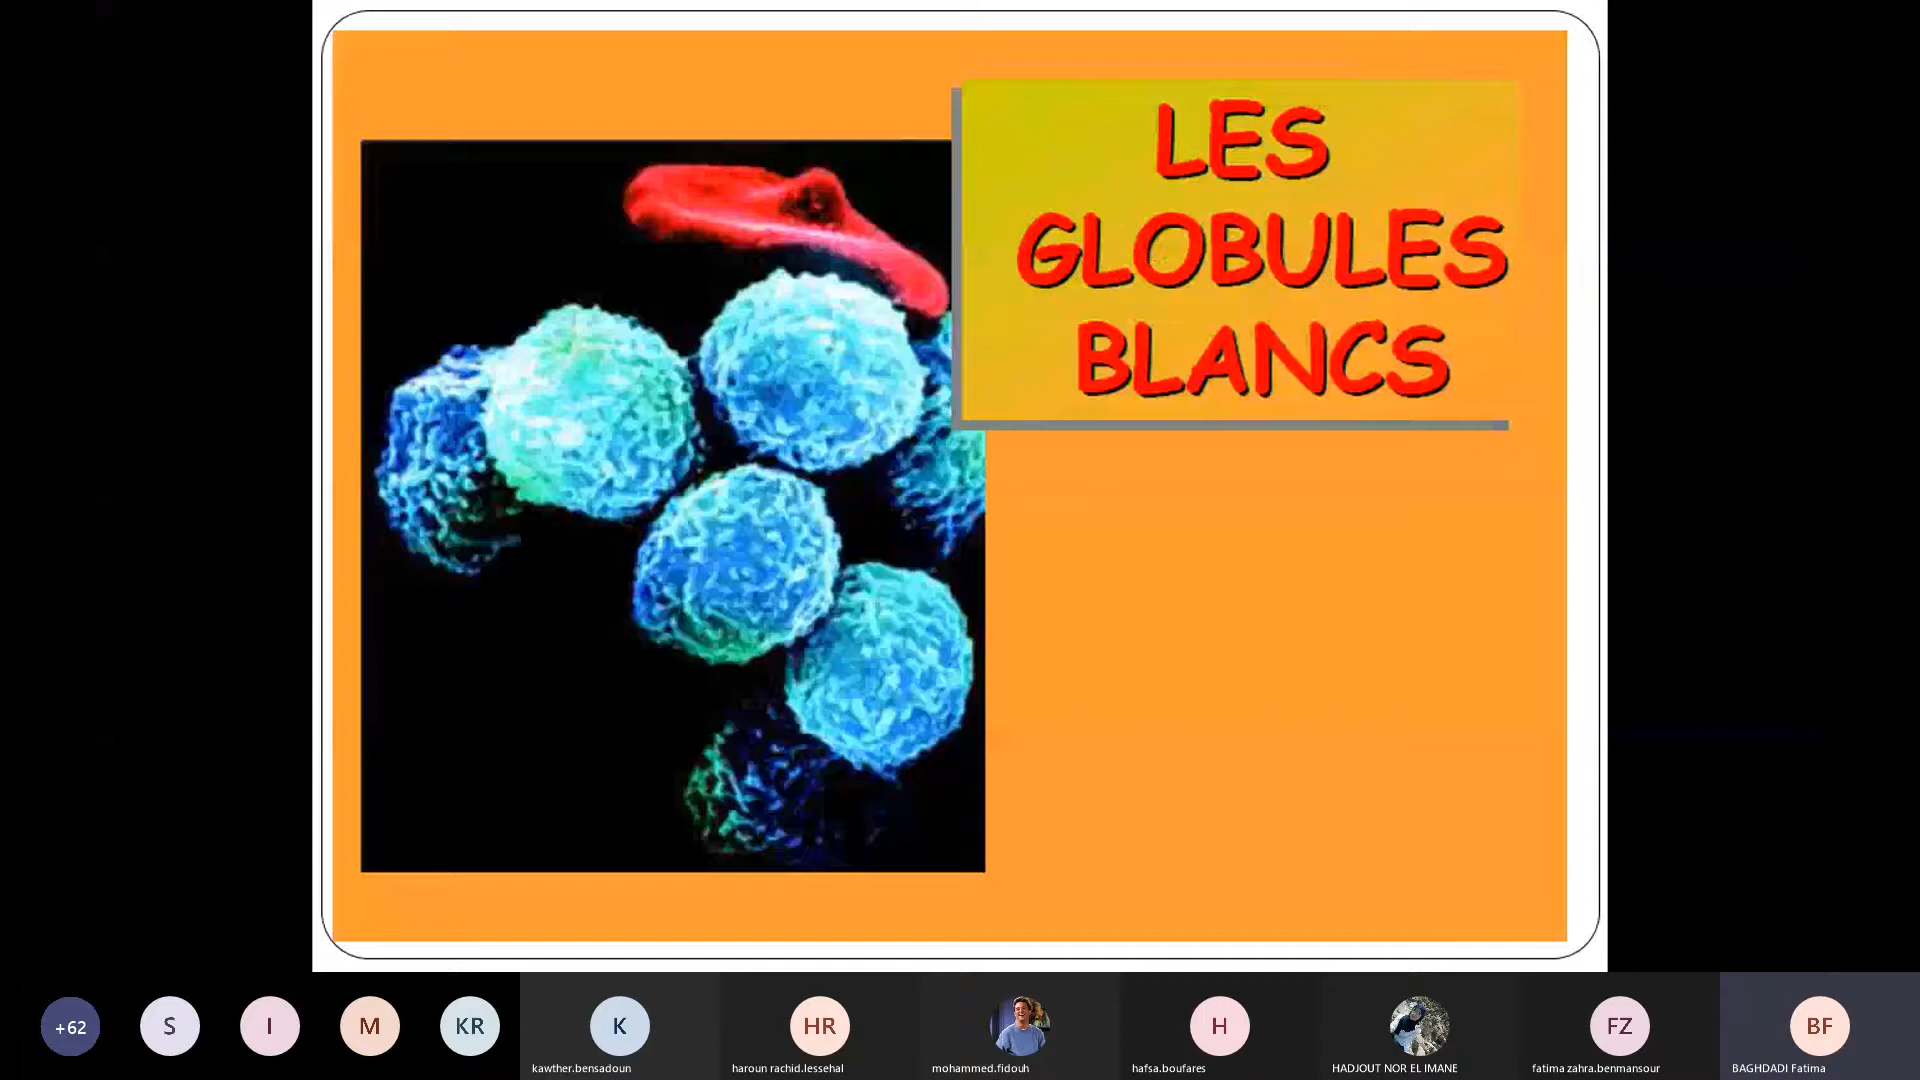 LES
GLOBULES
BLANCS
+62
S
I
M
KR
K
HR
H
FZ
BF
kawther.bensadoun
haroun rachid.lessehal
mohammed.fidouh
hafsa.boufares
HADJOUT NOR EL IMANE
fatima zahra.benmansour
BAGHDADI Fatima